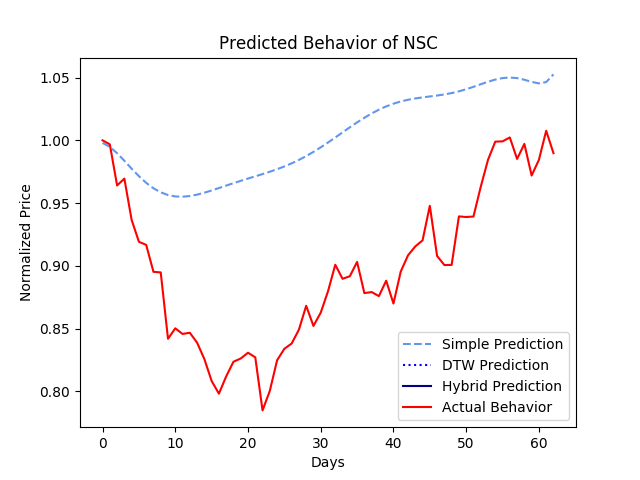 Predicted Behavior of NSC
Normalized Price
1.05
1.00
0.95
0.90
0.85
0.80
Simple Prediction
DTW Prediction
Hybrid Prediction
Actual Behavior
0 10 20 30 40 50 60
Days